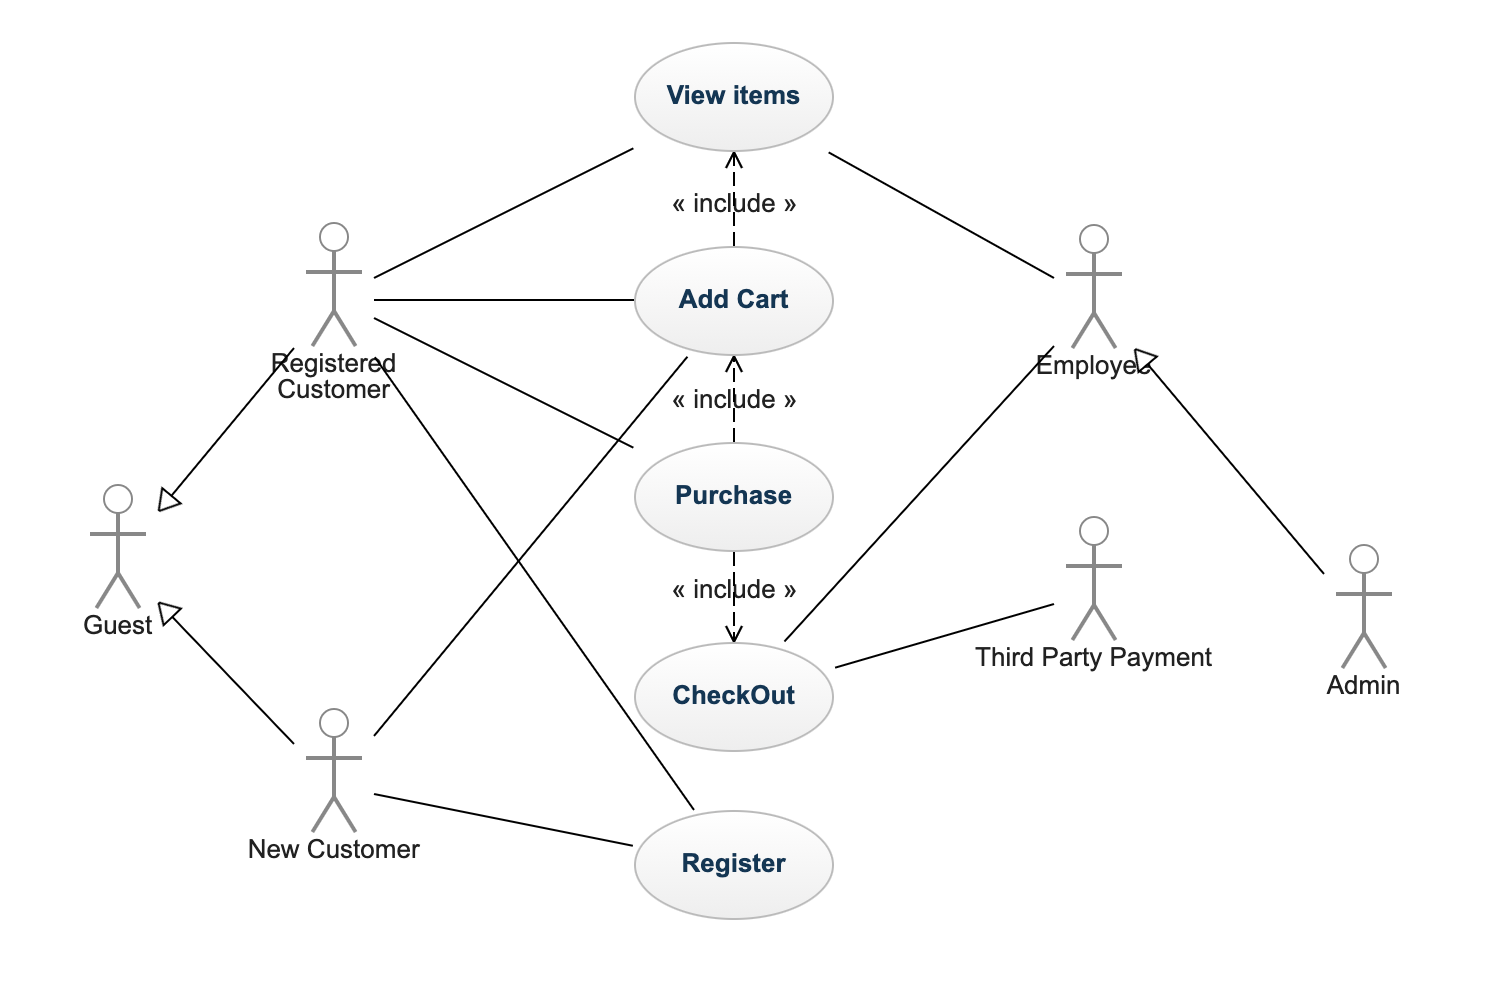 View items
« include »
Add Cart
Registered
Customer
Employee
« include »
Purchase
« include »
Guest
Third Party Payment
Admin
CheckOut
New Customer
Register